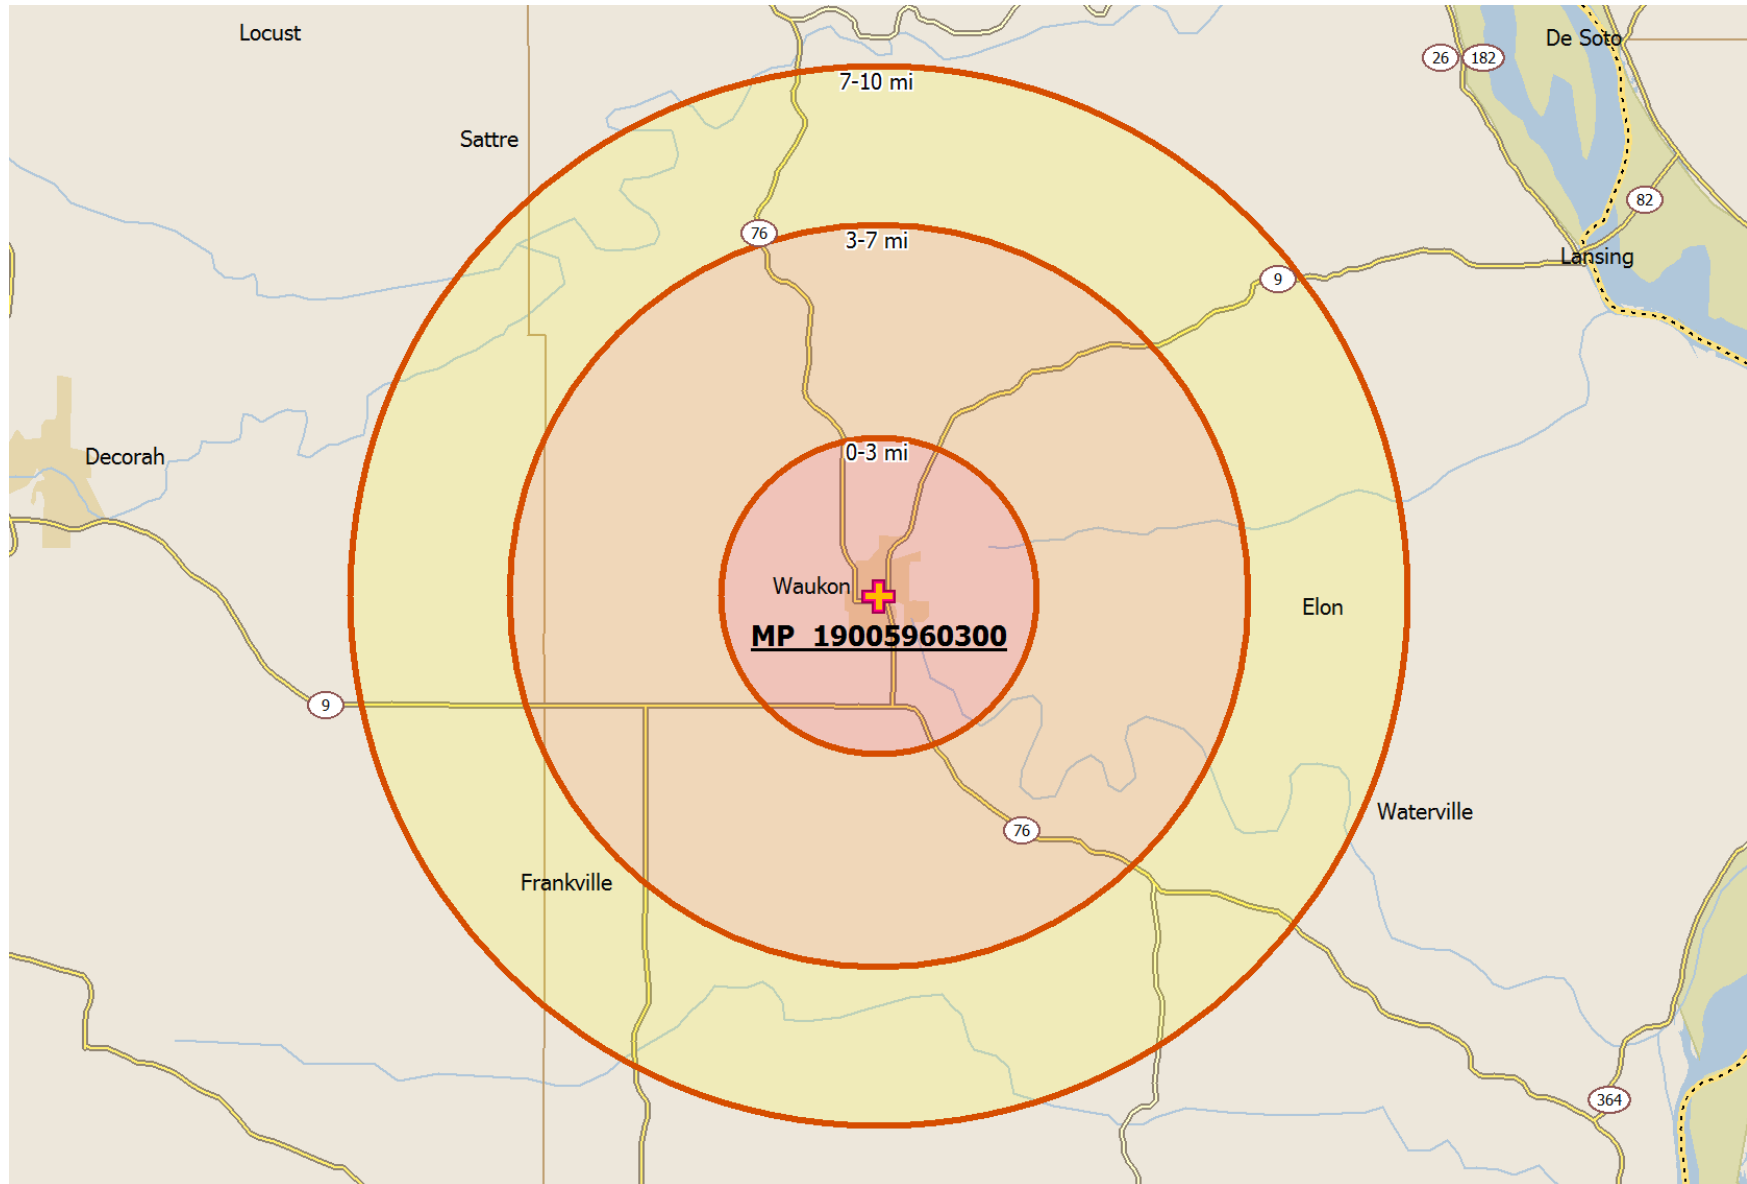 Locust
De Soto
26
182
7-10 mi
Sattre
82
76
3-7 mi
Lansing
9
0-3 mi
Decorah
Waukon
Elon
MP 19005960300
9
Waterville
76
Frankville
364